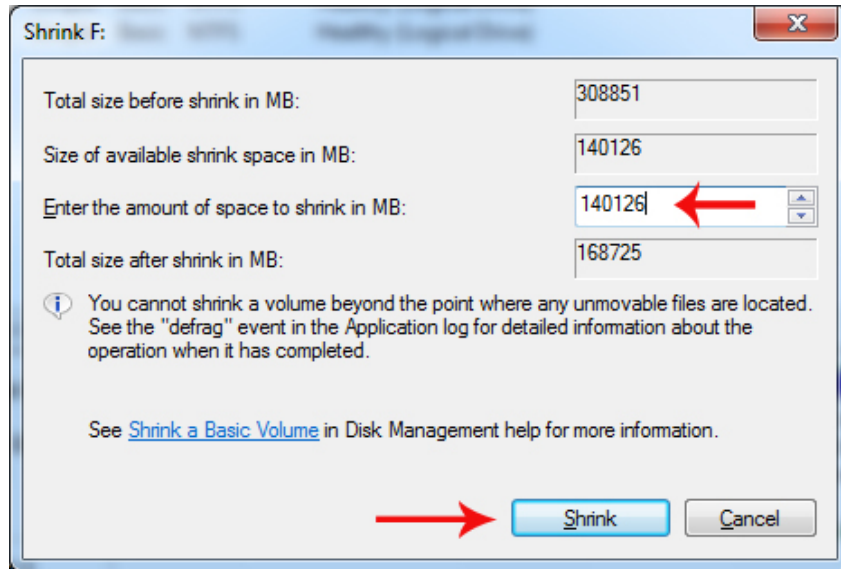 Shrink F:
Total size before shrink in MB: 308851
Size of available shrink space in MB: 140126
Enter the amount of space to shrink in MB: 140126
Total size after shrink in MB: 168725
You cannot shrink a volume beyond the point where any unmovable files are located.
See the "defrag" event in the Application log for detailed information about the
operation when it has completed.
See Shrink a Basic Volume in Disk Management help for more information.
Shrink Cancel